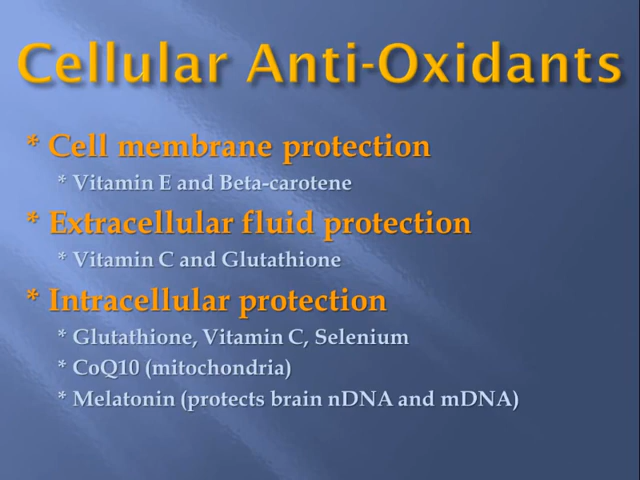 Cellular Anti-Oxidants
* Cell membrane protection
* Vitamin E and Beta-carotene
* Extracellular fluid protection
* Vitamin C and Glutathione
* Intracellular protection
* Glutathione, Vitamin C, Selenium
* CoQ10 (mitochondria)
* Melatonin (protects brain nDNA and mDNA)